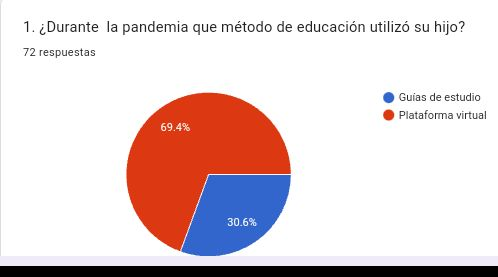 1. ¿Durante la pandemia que método de educación utilizó su hijo?
72 respuestas
Guías de estudio
Plataforma virtual
69.4%
30.6%